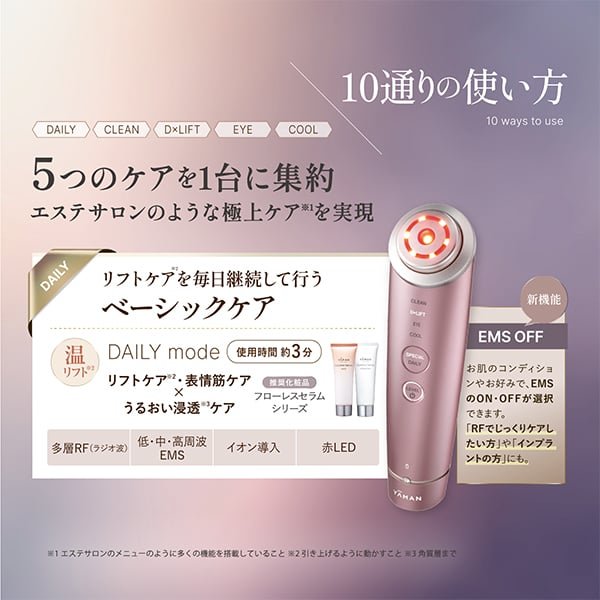 10通りの使い方
10 ways to use
DAILY
CLEAN
D×LIFT
EYE
COOL
5つのケアを1台に集約
エステサロンのような極上ケア※1を実現
DAILY
リフトケア※2を毎日継続して行う
ベーシックケア
温リフト※2
DAILY mode
使用時間 約3分
リフトケア※2・表情筋ケア
×
うるおい浸透※3ケア
推奨化粧品
フローレスセラム
シリーズ
多層RF(ラジオ波)
低・中・高周波
EMS
イオン導入
赤LED
CLEAN
D×LIFT
EYE
COOL
SPECIAL
DAILY
LEVEL
YAMAN
新機能
EMS OFF
お肌のコンディショ
ンやお好みで、EMS
のON・OFFが選択
できます。
「RFでじっくりケアし
たい方」や「インプラ
ントの方」にも。
※1 エステサロンのメニューのように多くの機能を搭載していること ※2 引き上げるように動かすこと ※3 角質層まで